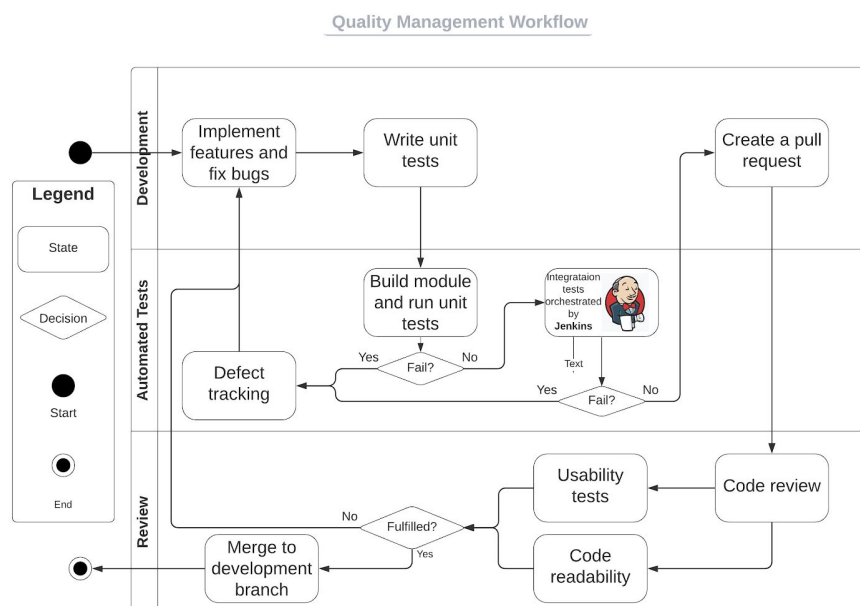 Quality Management Workflow
Development
Implement
features and
fix bugs
Write unit
tests
Create a pull
request
Legend
State
Decision
Start
End
Automated Tests
Build module
and run unit
tests
Integrataion
tests
orchestrated
by
Jenkins
Text
Yes
Fail?
No
Defect
tracking
Yes
Fail?
No
Review
Usability
tests
Code review
No
Fulfilled?
Yes
Merge to
development
branch
Code
readability